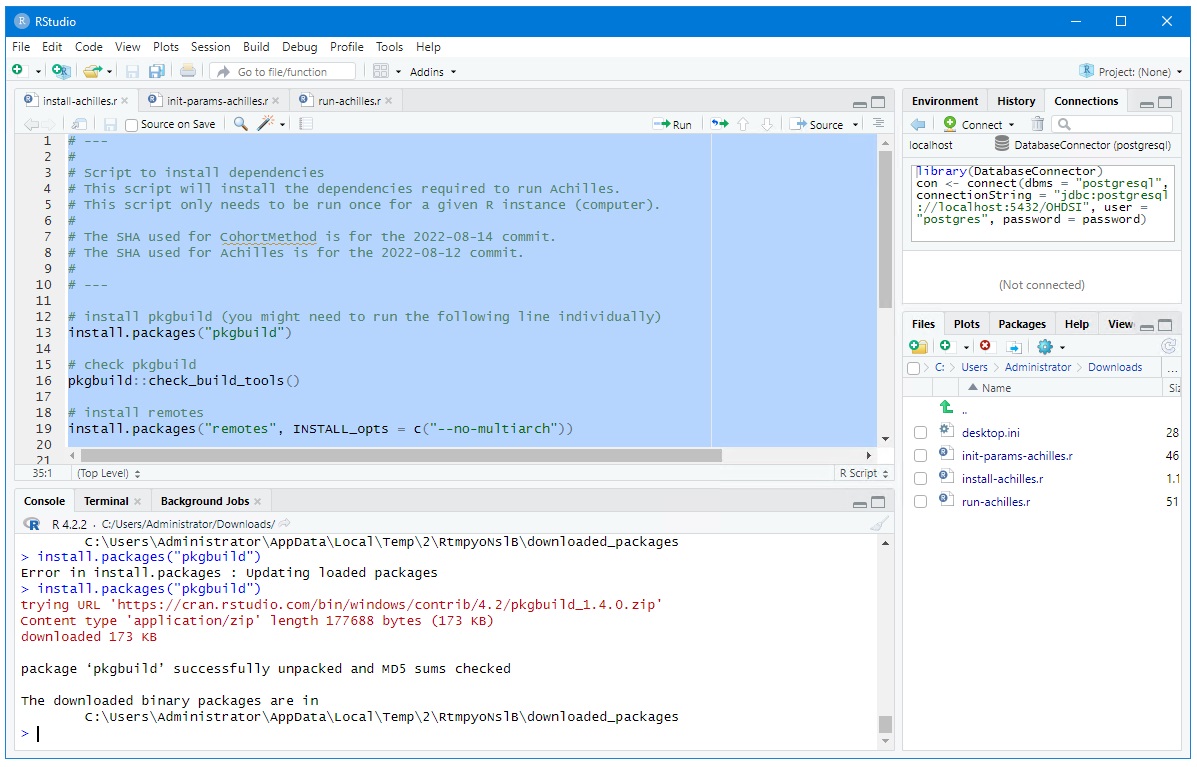 RStudio
File Edit Code View Plots Session Build Debug Profile Tools Help
Go to file/function Addins Project: (None)
install-achilles.r init-params-achilles.r run-achilles.r
Source on Save Run Source
1 # ---
2 #
3 # Script to install dependencies
4 # This script will install the dependencies required to run Achilles.
5 # This script only needs to be run once for a given R instance (computer).
6 #
7 # The SHA used for CohortMethod is for the 2022-08-14 commit.
8 # The SHA used for Achilles is for the 2022-08-12 commit.
9 #
10 # ---
11
12 # install pkgbuild (you might need to run the following line individually)
13 install.packages("pkgbuild")
14
15 # check pkgbuild
16 pkgbuild::check_build_tools()
17
18 # install remotes
19 install.packages("remotes", INSTALL_opts = c("--no-multiarch"))
20
21
35:1 (Top Level) R Script
Console Terminal Background Jobs
R 4.2.2 · C:/Users/Administrator/Downloads/
C:\Users\Administrator\AppData\Local\Temp\2\RtmpyoNslB\downloaded_packages
> install.packages("pkgbuild")
Error in install.packages : Updating loaded packages
> install.packages("pkgbuild")
trying URL 'https://cran.rstudio.com/bin/windows/contrib/4.2/pkgbuild_1.4.0.zip'
Content type 'application/zip' length 177688 bytes (173 KB)
downloaded 173 KB
package ‘pkgbuild’ successfully unpacked and MD5 sums checked
The downloaded binary packages are in
C:\Users\Administrator\AppData\Local\Temp\2\RtmpyoNslB\downloaded_packages
>
Environment History Connections
Connect
localhost DatabaseConnector (postgresql)
library(DatabaseConnector)
con <- connect(dbms = "postgresql",
connectionString = "jdbc:postgresql
://localhost:5432/OHDSI", user =
"postgres", password = password)
(Not connected)
Files Plots Packages Help View
C: Users Administrator Downloads ...
Name Siz
..
desktop.ini 28
init-params-achilles.r 46
install-achilles.r 1.1
run-achilles.r 51